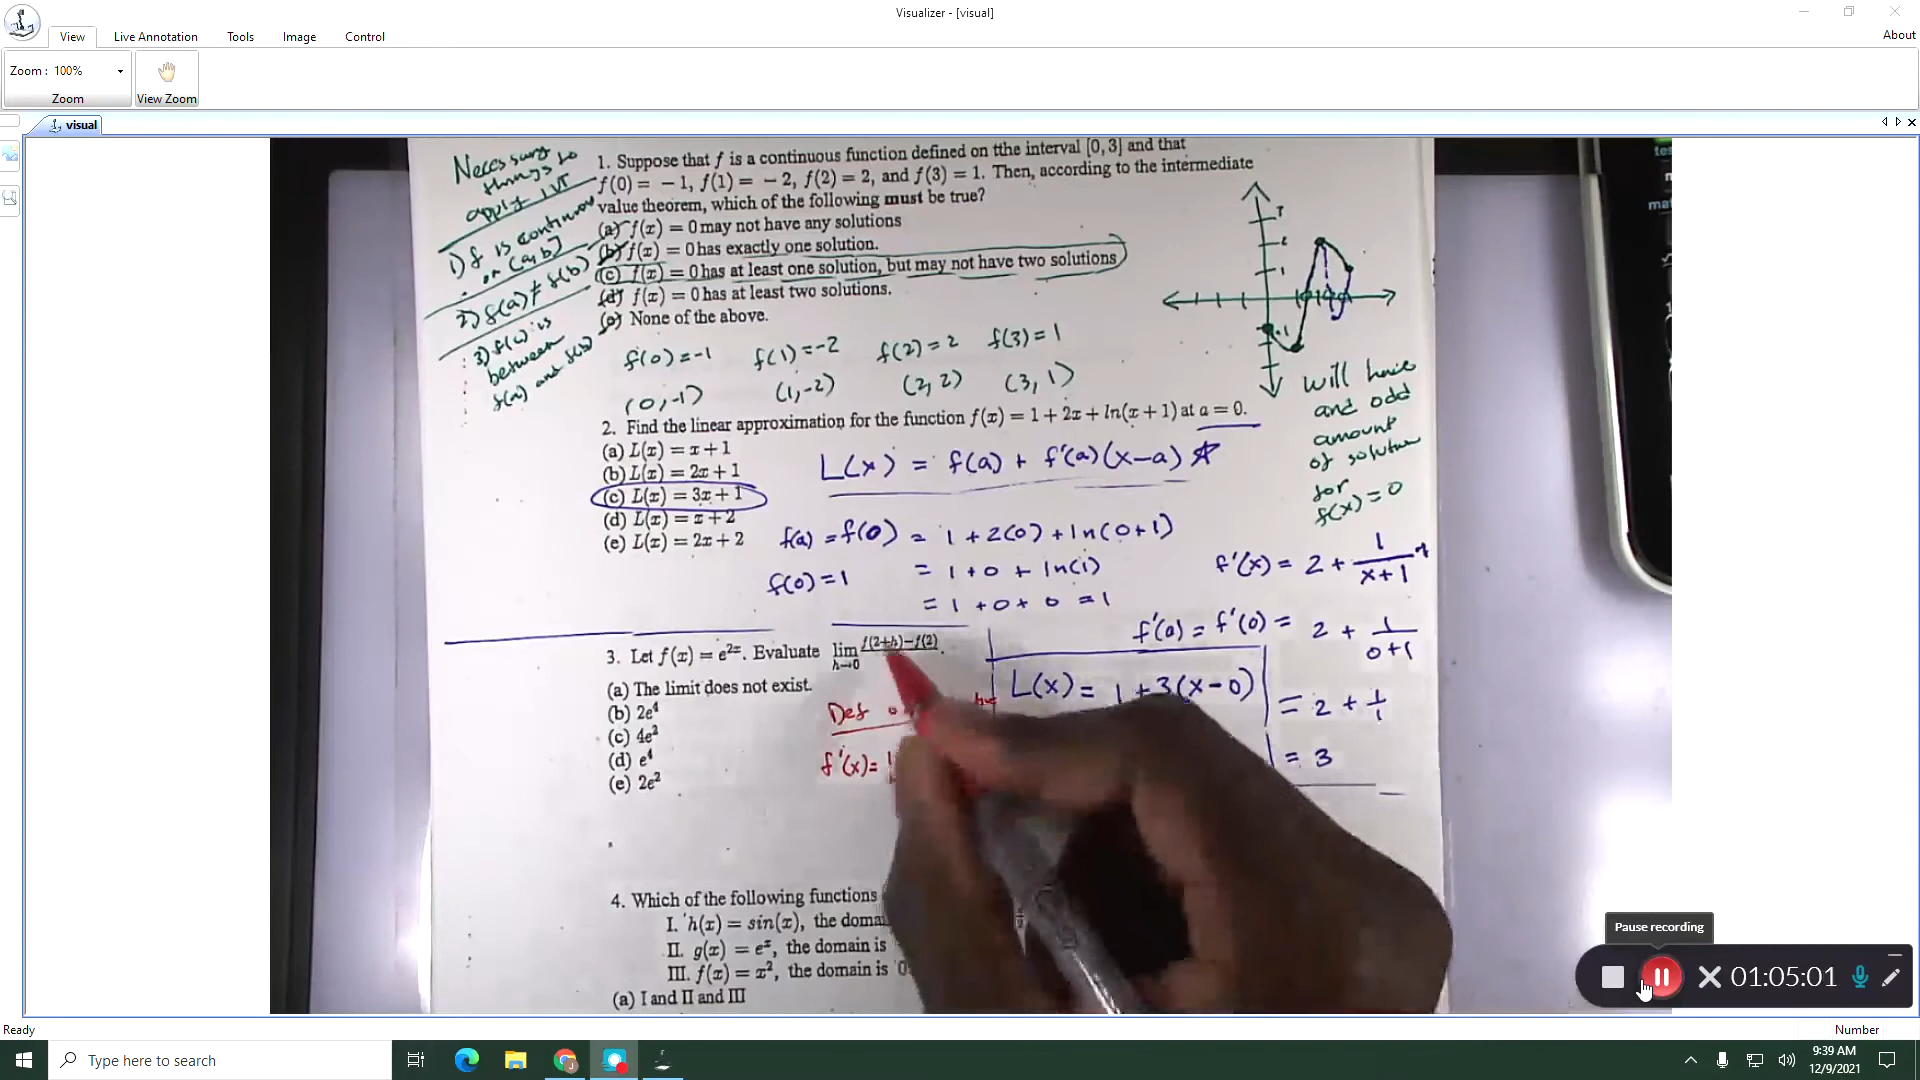 Visualizer - [visual]
View Live Annotation Tools Image Control About
Zoom : 100%
Zoom View Zoom
visual
Necessary
things to
apply IVT
1) f is continuous
on [a,b]
2) f(a) ≠ f(b)
3) f(c) is
between
f(a) and f(b)
1. Suppose that f is a continuous function defined on tthe interval [0, 3] and that
f(0) = − 1, f(1) = − 2, f(2) = 2, and f(3) = 1. Then, according to the intermediate
value theorem, which of the following must be true?
(a) f(x) = 0 may not have any solutions
(b) f(x) = 0 has exactly one solution.
(c) f(x) = 0 has at least one solution, but may not have two solutions
(d) f(x) = 0 has at least two solutions.
(e) None of the above.
f(0) = -1 f(1) = -2 f(2) = 2 f(3) = 1
(0,-1) (1,-2) (2,2) (3,1)
will have
and odd
amount
of solution
for
f(x) = 0
2. Find the linear approximation for the function f(x) = 1 + 2x + ln(x + 1) at a = 0.
(a) L(x) = x + 1
(b) L(x) = 2x + 1
(c) L(x) = 3x + 1
(d) L(x) = x + 2
(e) L(x) = 2x + 2
L(x) = f(a) + f'(a)(x-a)
f(a) = f(0) = 1 + 2(0) + ln(0+1)
f(0) = 1 = 1 + 0 + ln(1)
= 1 + 0 + 0 = 1
f'(x) = 2 + 1/(x+1)
f'(a) = f'(0) = 2 + 1/(0+1)
= 2 + 1/1
= 3
L(x) = 1 + 3(x-0)
3. Let f(x) = e^{2x}. Evaluate lim h→0 f(2+h)−f(2)
(a) The limit does not exist.
(b) 2e^4
(c) 4e^2
(d) e^4
(e) 2e^2
Def
f'(x) =
4. Which of the following functions
I. h(x) = sin(x), the domai
II. g(x) = e^x, the domain is
III. f(x) = x^2, the domain is
(a) I and II and III
Pause recording
01:05:01
Ready Number
Type here to search
9:39 AM
12/9/2021